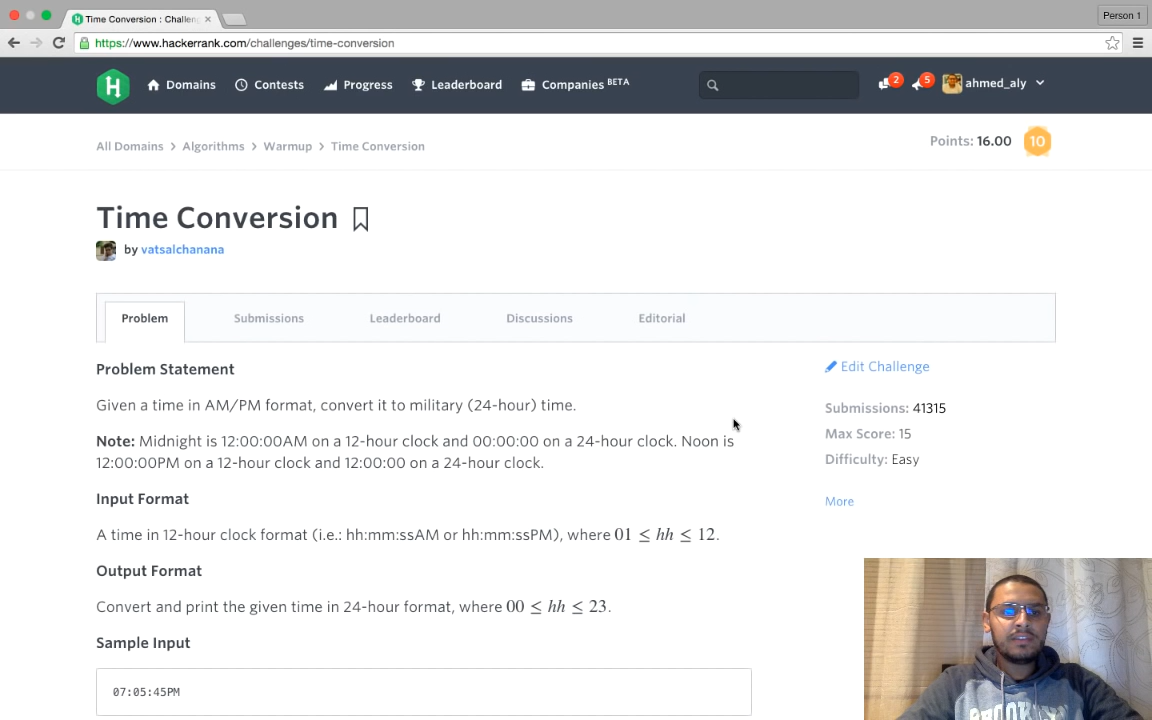 Time Conversion : Challeng
Person 1
https://www.hackerrank.com/challenges/time-conversion
H
Domains
Contests
Progress
Leaderboard
Companies BETA
2
5
ahmed_aly
All Domains > Algorithms > Warmup > Time Conversion
Points: 16.00
10
Time Conversion
by vatsalchanana
Problem
Submissions
Leaderboard
Discussions
Editorial
Problem Statement
Given a time in AM/PM format, convert it to military (24-hour) time.
Note: Midnight is 12:00:00AM on a 12-hour clock and 00:00:00 on a 24-hour clock. Noon is
12:00:00PM on a 12-hour clock and 12:00:00 on a 24-hour clock.
Input Format
A time in 12-hour clock format (i.e.: hh:mm:ssAM or hh:mm:ssPM), where 01 ≤ hh ≤ 12.
Output Format
Convert and print the given time in 24-hour format, where 00 ≤ hh ≤ 23.
Sample Input
07:05:45PM
Edit Challenge
Submissions: 41315
Max Score: 15
Difficulty: Easy
More